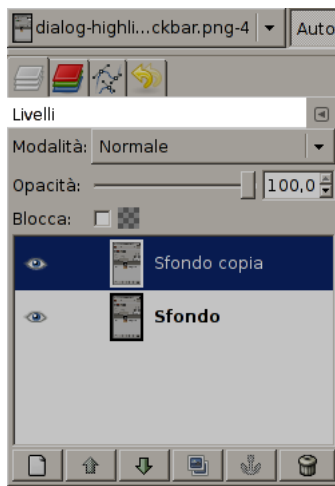 dialog-highli...ckbar.png-4 Auto
Livelli
Modalità: Normale
Opacità: 100,0
Blocca:
Sfondo copia
Sfondo